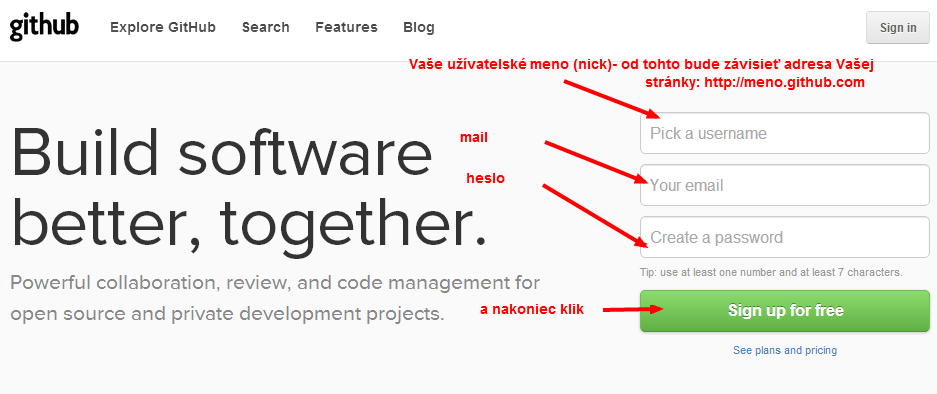 github
Explore GitHub
Search
Features
Blog
Sign in
Vaše užívatelské meno (nick)- od tohto bude závisieť adresa Vašej
stránky: http://meno.github.com
Pick a username
mail
Build software
better, together.
Your email
heslo
Create a password
Tip: use at least one number and at least 7 characters.
Powerful collaboration, review, and code management for
open source and private development projects.
a nakoniec klik
Sign up for free
See plans and pricing